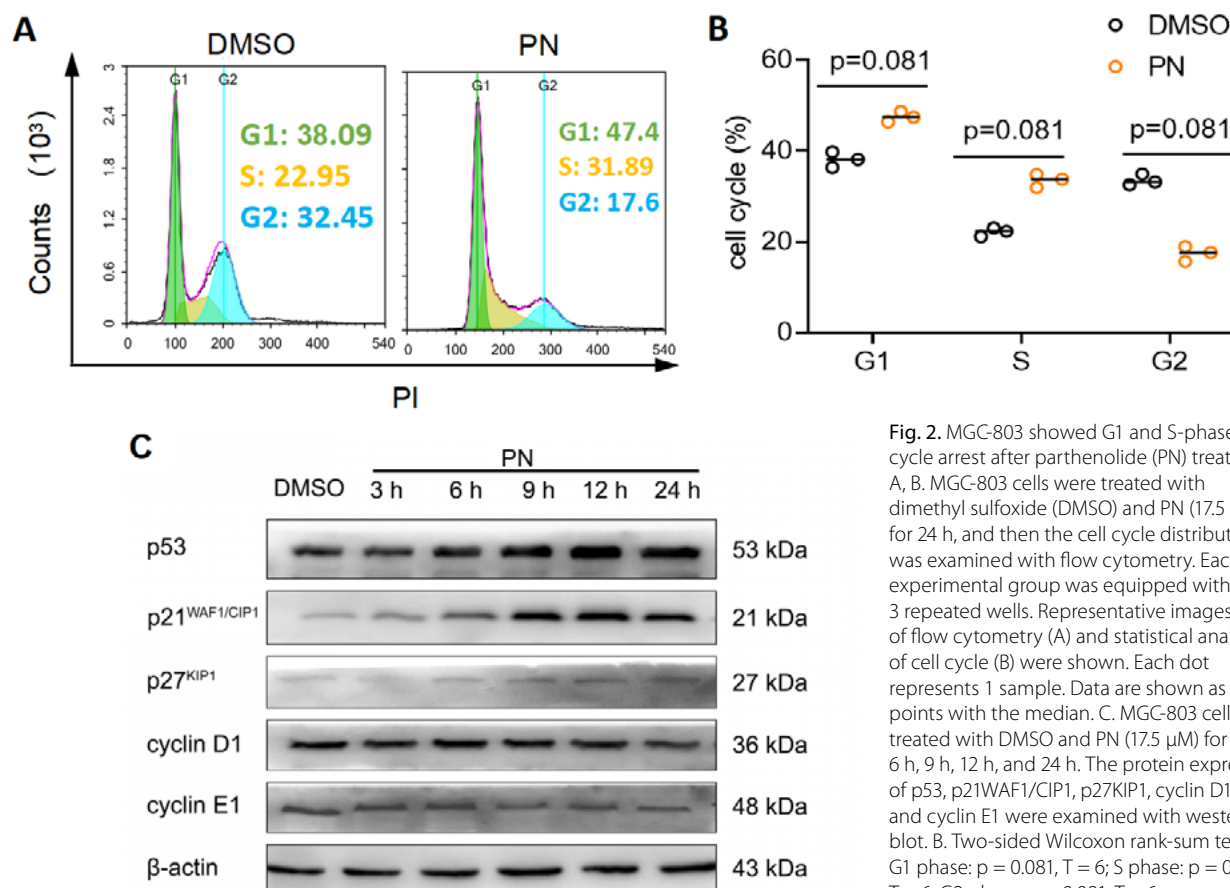 A
DMSO
PN
Counts (10³)
3
2.4
1.8
1.2
0.6
0
G1
G2
G1: 38.09
S: 22.95
G2: 32.45
0 100 200 300 400 540
G1
G2
G1: 47.4
S: 31.89
G2: 17.6
0 100 200 300 400 540
PI
B
DMSO
PN
cell cycle (%)
60
40
20
0
p=0.081
p=0.081
p=0.081
G1 S G2
C
PN
DMSO 3 h 6 h 9 h 12 h 24 h
p53 53 kDa
p21WAF1/CIP1 21 kDa
p27KIP1 27 kDa
cyclin D1 36 kDa
cyclin E1 48 kDa
β-actin 43 kDa
Fig. 2. MGC-803 showed G1 and S-phase
cycle arrest after parthenolide (PN) treat
A, B. MGC-803 cells were treated with
dimethyl sulfoxide (DMSO) and PN (17.5
for 24 h, and then the cell cycle distribut
was examined with flow cytometry. Eac
experimental group was equipped with
3 repeated wells. Representative images
of flow cytometry (A) and statistical ana
of cell cycle (B) were shown. Each dot
represents 1 sample. Data are shown as
points with the median. C. MGC-803 cell
treated with DMSO and PN (17.5 μM) for
6 h, 9 h, 12 h, and 24 h. The protein expre
of p53, p21WAF1/CIP1, p27KIP1, cyclin D1
and cyclin E1 were examined with weste
blot. B. Two-sided Wilcoxon rank-sum te
G1 phase: p = 0.081, T = 6; S phase: p = 0